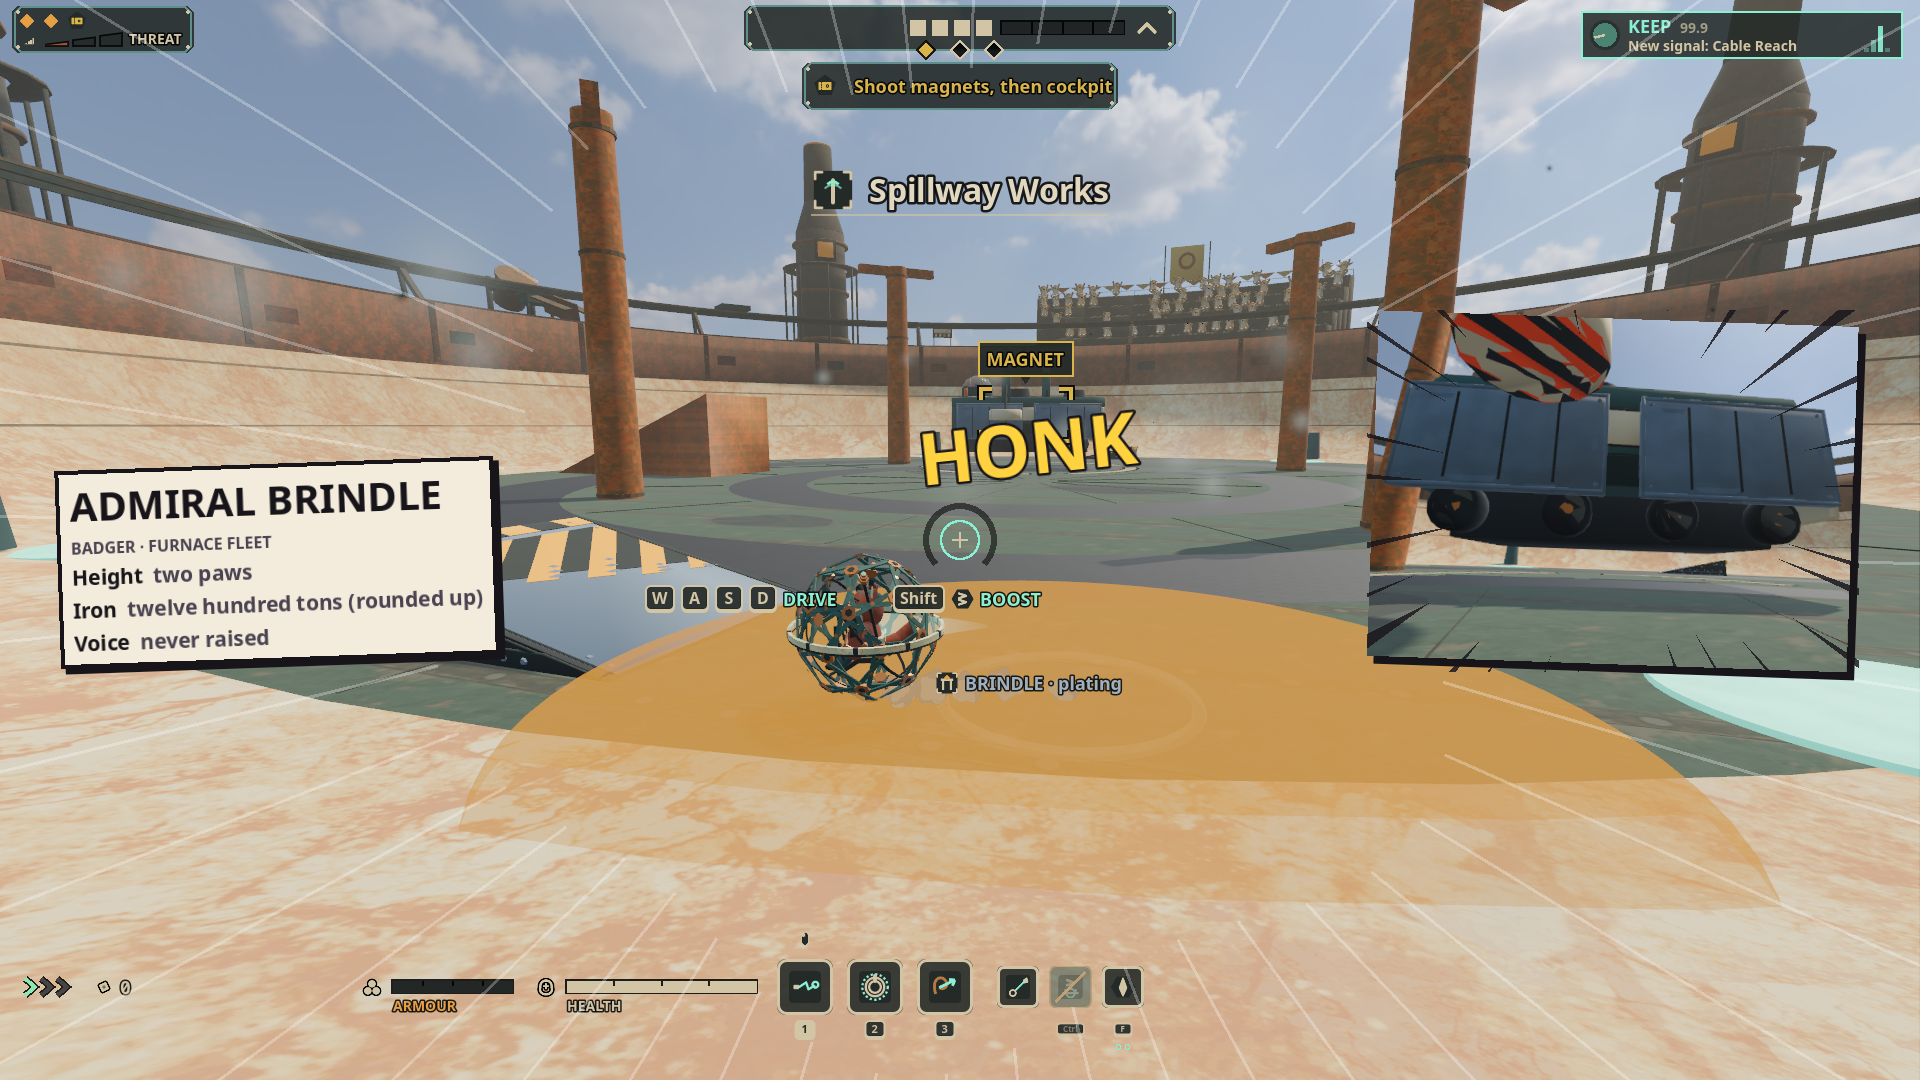 THREAT
KEEP 99.9
New signal: Cable Reach
Shoot magnets, then cockpit
Spillway Works
MAGNET
HONK
ADMIRAL BRINDLE
BADGER · FURNACE FLEET
Height two paws
Iron twelve hundred tons (rounded up)
Voice never raised
W A S D DRIVE Shift BOOST
BRINDLE · plating
0
ARMOUR
HEALTH
1 2 3 Ctrl F